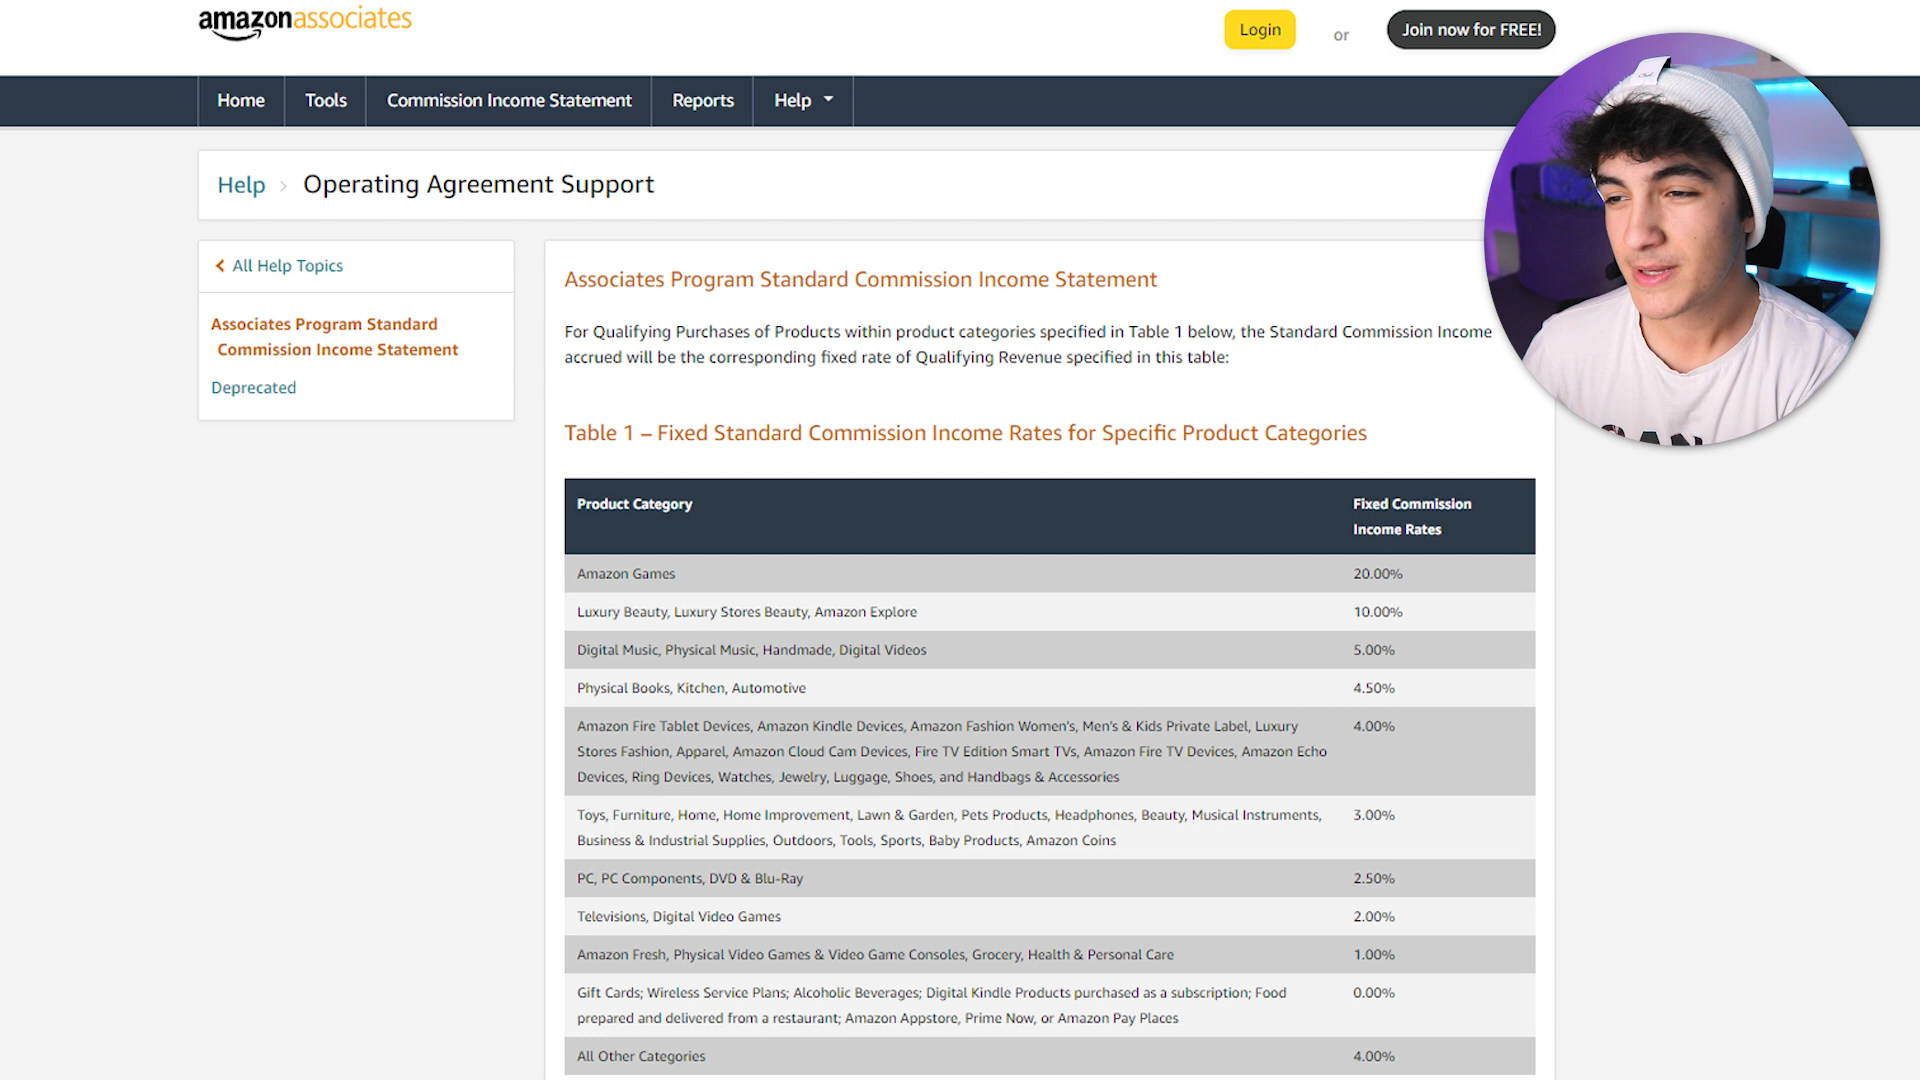 amazonassociates
Login
or
Join now for FREE!
Home
Tools
Commission Income Statement
Reports
Help
Help
Operating Agreement Support
All Help Topics
Associates Program Standard
Commission Income Statement
Deprecated
Associates Program Standard Commission Income Statement
For Qualifying Purchases of Products within product categories specified in Table 1 below, the Standard Commission Income
accrued will be the corresponding fixed rate of Qualifying Revenue specified in this table:
Table 1 – Fixed Standard Commission Income Rates for Specific Product Categories
Product Category
Fixed Commission
Income Rates
Amazon Games
20.00%
Luxury Beauty, Luxury Stores Beauty, Amazon Explore
10.00%
Digital Music, Physical Music, Handmade, Digital Videos
5.00%
Physical Books, Kitchen, Automotive
4.50%
Amazon Fire Tablet Devices, Amazon Kindle Devices, Amazon Fashion Women's, Men's & Kids Private Label, Luxury
4.00%
Stores Fashion, Apparel, Amazon Cloud Cam Devices, Fire TV Edition Smart TVs, Amazon Fire TV Devices, Amazon Echo
Devices, Ring Devices, Watches, Jewelry, Luggage, Shoes, and Handbags & Accessories
Toys, Furniture, Home, Home Improvement, Lawn & Garden, Pets Products, Headphones, Beauty, Musical Instruments,
3.00%
Business & Industrial Supplies, Outdoors, Tools, Sports, Baby Products, Amazon Coins
PC, PC Components, DVD & Blu-Ray
2.50%
Televisions, Digital Video Games
2.00%
Amazon Fresh, Physical Video Games & Video Game Consoles, Grocery, Health & Personal Care
1.00%
Gift Cards; Wireless Service Plans; Alcoholic Beverages; Digital Kindle Products purchased as a subscription; Food
0.00%
prepared and delivered from a restaurant; Amazon Appstore, Prime Now, or Amazon Pay Places
All Other Categories
4.00%